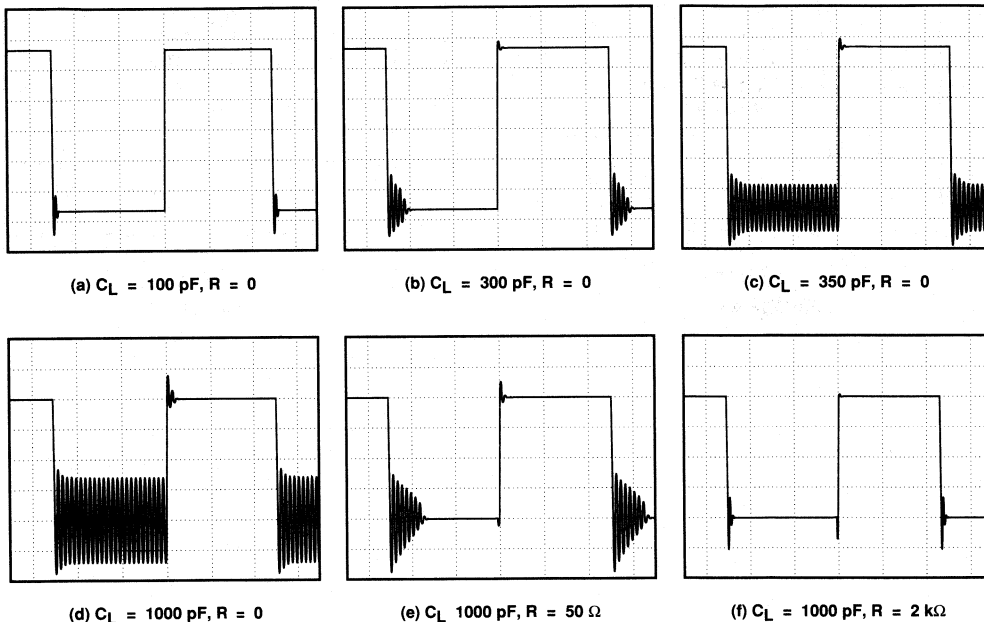 (a) CL = 100 pF, R = 0
(b) CL = 300 pF, R = 0
(c) CL = 350 pF, R = 0
(d) CL = 1000 pF, R = 0
(e) CL 1000 pF, R = 50 Ω
(f) CL = 1000 pF, R = 2 kΩ